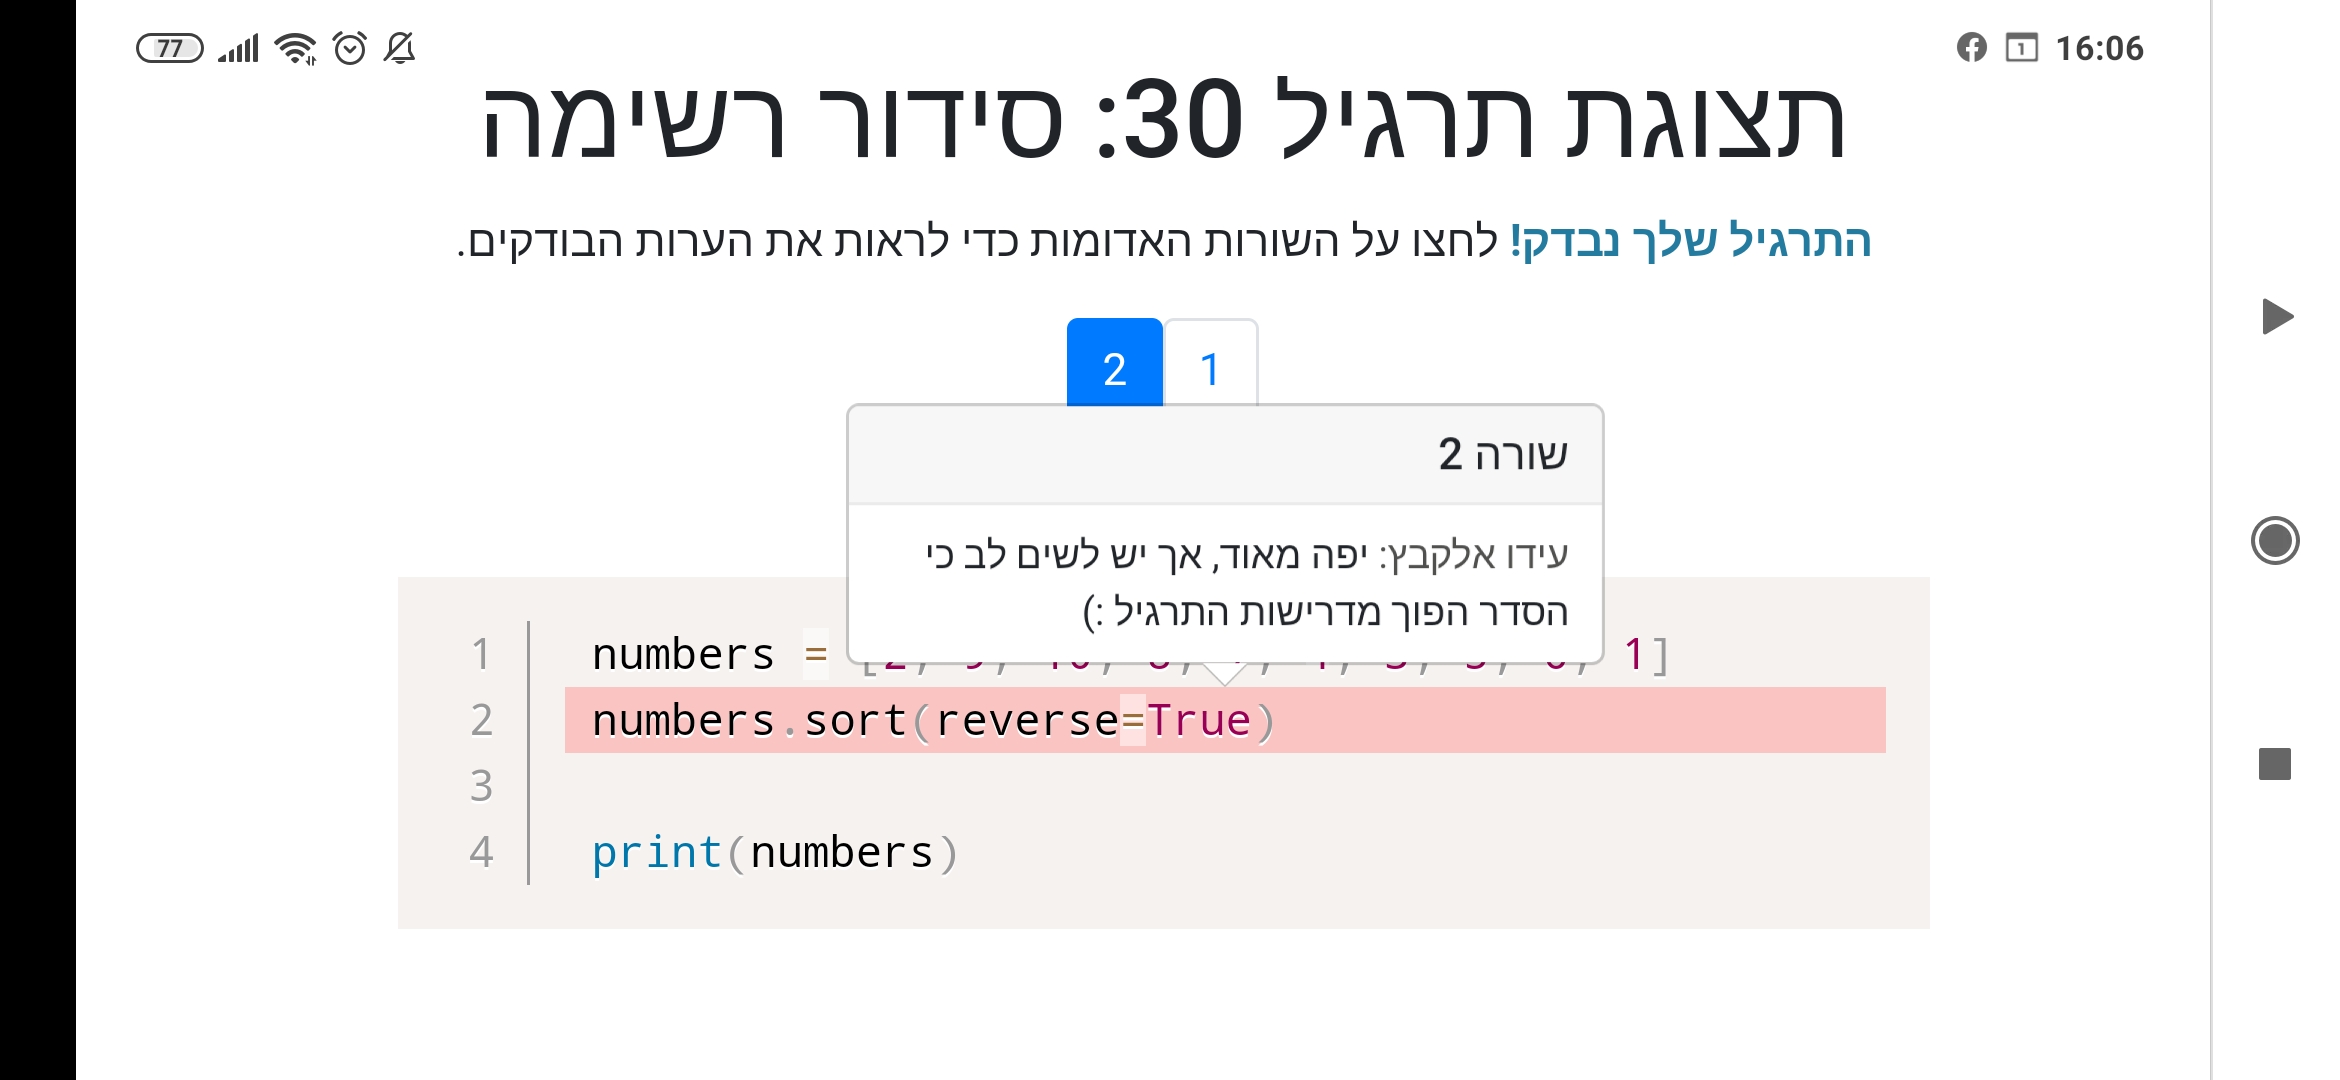 77
16:06
תצוגת תרגיל 30: סידור רשימה
התרגיל שלך נבדק! לחצו על השורות האדומות כדי לראות את הערות הבודקים.
1 2
שורה 2
עידו אלקבץ: יפה מאוד, אך יש לשים לב כי
הסדר הפוך מדרישות התרגיל :)
1 numbers = [ 1]
2 numbers.sort(reverse=True)
3
4 print(numbers)